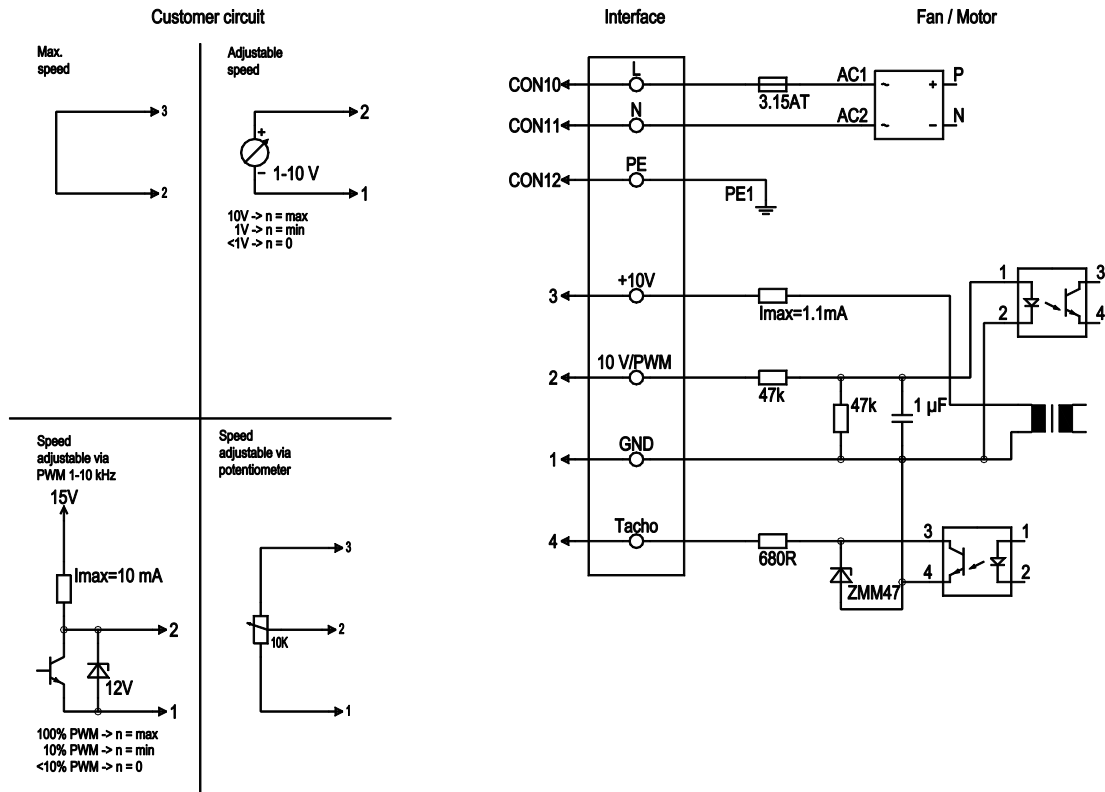 Customer circuit
Interface
Fan / Motor
Max.
speed
3
2
Adjustable
speed
2
+
1-10 V
−
1
10V -> n = max
1V -> n = min
<1V -> n = 0
Speed
adjustable via
PWM 1-10 kHz
15V
Imax=10 mA
2
12V
1
100% PWM -> n = max
10% PWM -> n = min
<10% PWM -> n = 0
Speed
adjustable via
potentiometer
3
10K
2
1
CON10
L
3.15AT
AC1
~
+
P
CON11
N
AC2
~
−
N
CON12
PE
PE1
3
+10V
Imax=1.1mA
1
3
2
4
2
10 V/PWM
47k
47k
1 µF
1
GND
4
Tacho
680R
ZMM47
3
1
4
2